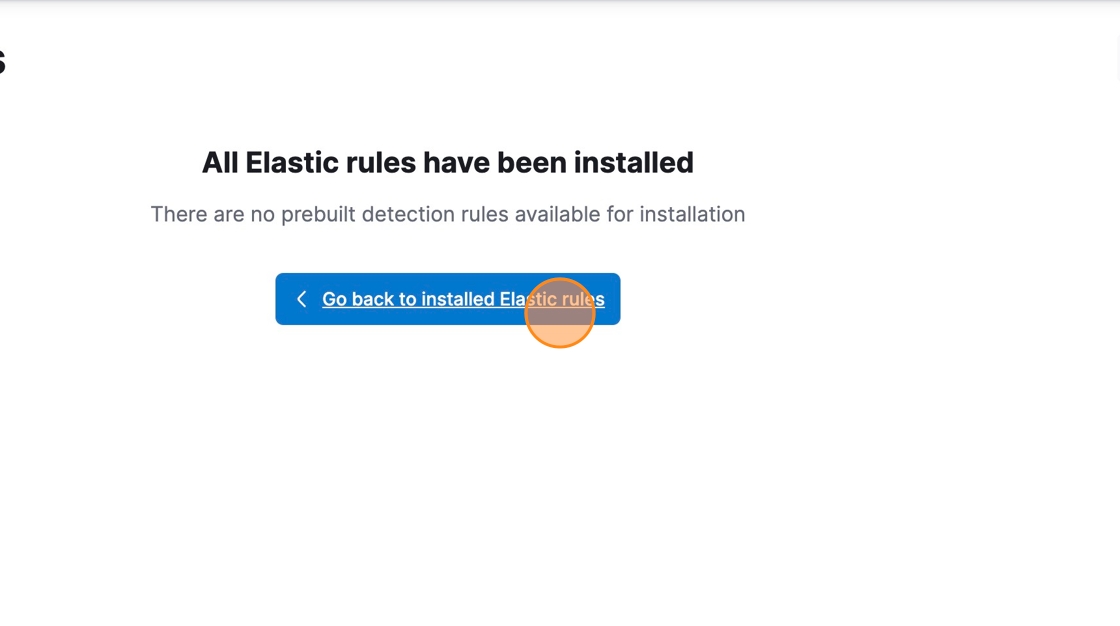 s
All Elastic rules have been installed
There are no prebuilt detection rules available for installation
Go back to installed Elastic rules